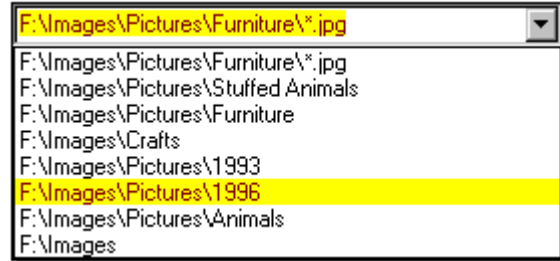 F:\Images\Pictures\Furniture\*.jpg
F:\Images\Pictures\Furniture\*.jpg
F:\Images\Pictures\Stuffed Animals
F:\Images\Pictures\Furniture
F:\Images\Crafts
F:\Images\Pictures\1993
F:\Images\Pictures\1996
F:\Images\Pictures\Animals
F:\Images